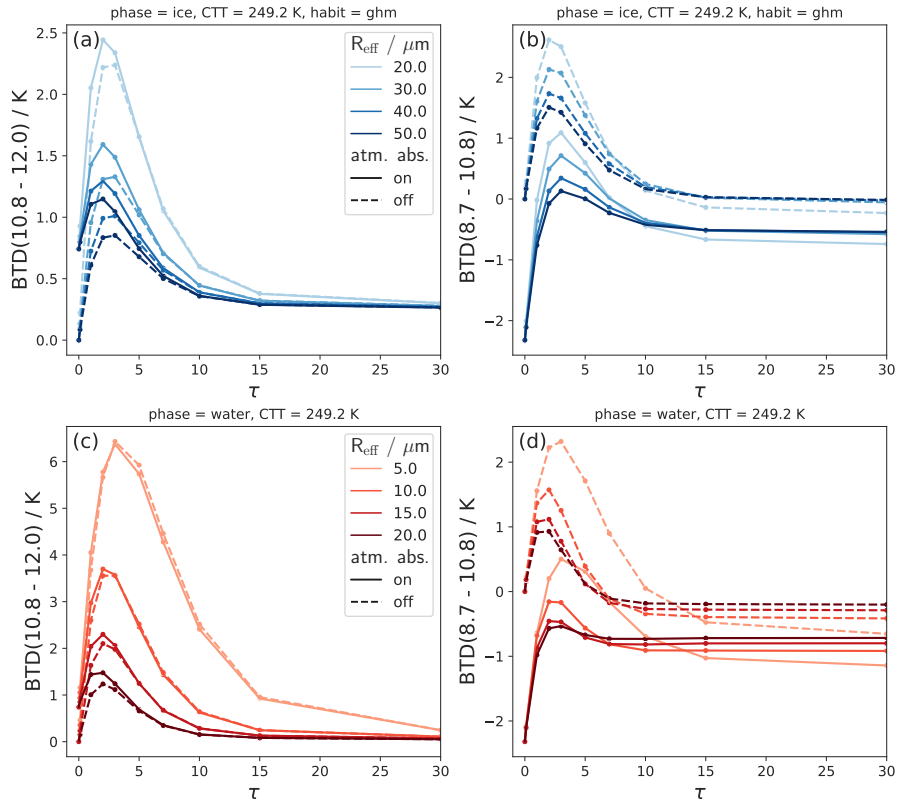 phase = ice, CTT = 249.2 K, habit = ghm
(a)
BTD(10.8 - 12.0) / K
2.5
2.0
1.5
1.0
0.5
0.0
R_eff / μm
20.0
30.0
40.0
50.0
atm. abs.
on
off
0 5 10 15 20 25 30
τ
phase = ice, CTT = 249.2 K, habit = ghm
(b)
BTD(8.7 - 10.8) / K
2
1
0
−1
−2
0 5 10 15 20 25 30
τ
phase = water, CTT = 249.2 K
(c)
BTD(10.8 - 12.0) / K
6
5
4
3
2
1
0
R_eff / μm
5.0
10.0
15.0
20.0
atm. abs.
on
off
0 5 10 15 20 25 30
τ
phase = water, CTT = 249.2 K
(d)
BTD(8.7 - 10.8) / K
2
1
0
−1
−2
0 5 10 15 20 25 30
τ